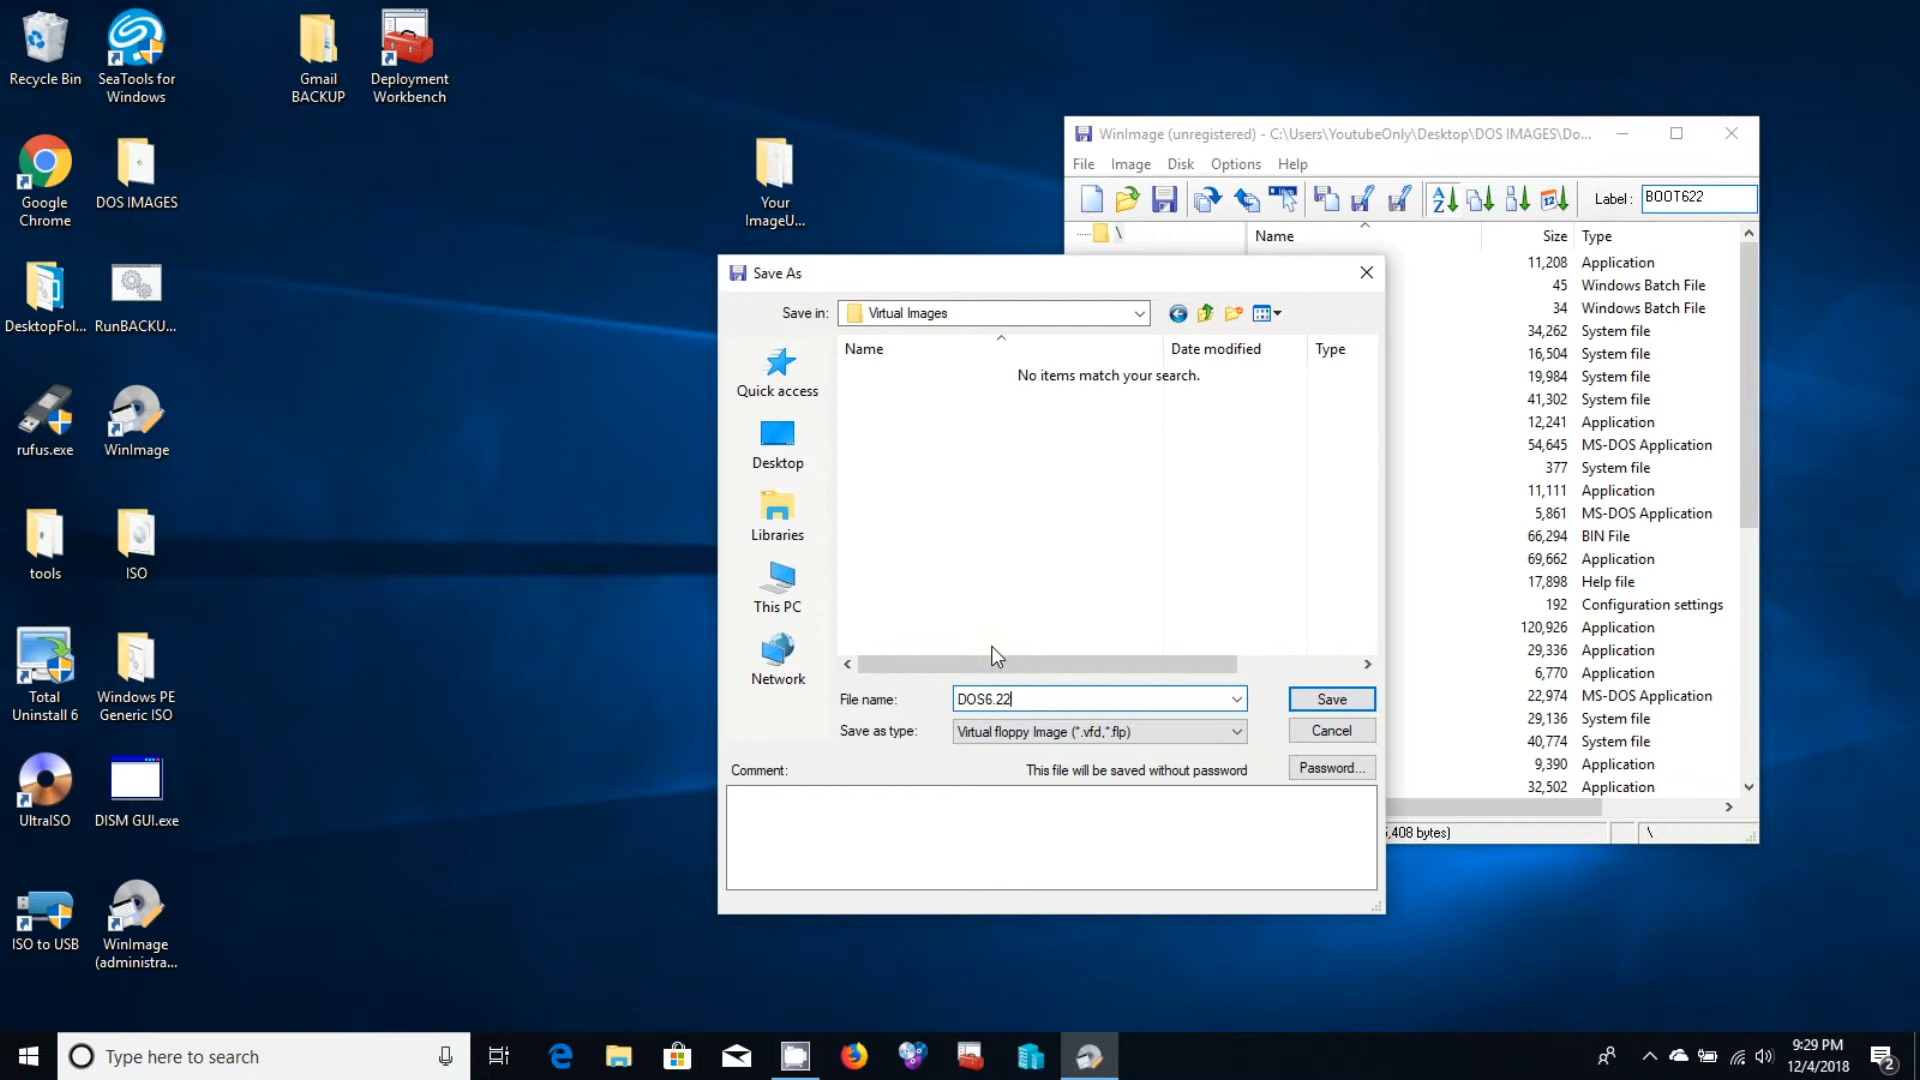 Recycle Bin
SeaTools for
Windows
Gmail
BACKUP
Deployment
Workbench
Google
Chrome
DOS IMAGES
Your
ImageU...
DesktopFol...
RunBACKU...
rufus.exe
WinImage
tools
ISO
Total
Uninstall 6
Windows PE
Generic ISO
UltraISO
DISM GUI.exe
ISO to USB
WinImage
(administra...
WinImage (unregistered) - C:\Users\YoutubeOnly\Desktop\DOS IMAGES\Do...
File Image Disk Options Help
Label : BOOT622
\
Name Size Type
11,208 Application
45 Windows Batch File
34 Windows Batch File
34,262 System file
16,504 System file
19,984 System file
41,302 System file
12,241 Application
54,645 MS-DOS Application
377 System file
11,111 Application
5,861 MS-DOS Application
66,294 BIN File
69,662 Application
17,898 Help file
192 Configuration settings
120,926 Application
29,336 Application
6,770 Application
22,974 MS-DOS Application
29,136 System file
40,774 System file
9,390 Application
32,502 Application
,408 bytes) \
Save As
Save in: Virtual Images
Name Date modified Type
No items match your search.
Quick access
Desktop
Libraries
This PC
Network
File name: DOS6.22 Save
Save as type: Virtual floppy Image (*.vfd,*.flp) Cancel
Comment: This file will be saved without password Password...
Type here to search
9:29 PM
12/4/2018
2